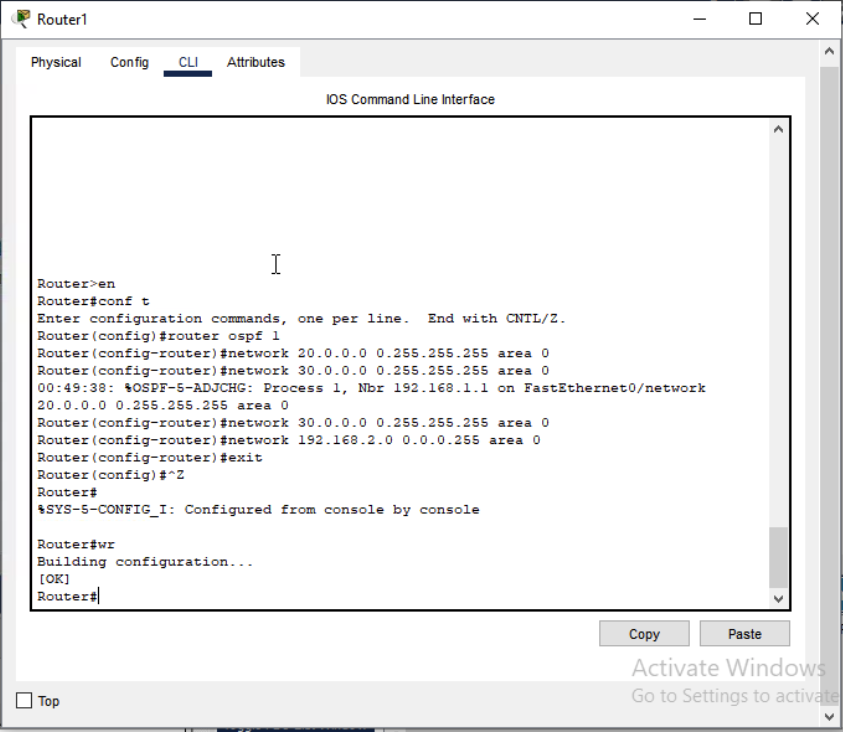 Router1
Physical Config CLI Attributes
IOS Command Line Interface
Router>en
Router#conf t
Enter configuration commands, one per line.  End with CNTL/Z.
Router(config)#router ospf 1
Router(config-router)#network 20.0.0.0 0.255.255.255 area 0
Router(config-router)#network 30.0.0.0 0.255.255.255 area 0
00:49:38: %OSPF-5-ADJCHG: Process 1, Nbr 192.168.1.1 on FastEthernet0/network
20.0.0.0 0.255.255.255 area 0
Router(config-router)#network 30.0.0.0 0.255.255.255 area 0
Router(config-router)#network 192.168.2.0 0.0.0.255 area 0
Router(config-router)#exit
Router(config)#^Z
Router#
%SYS-5-CONFIG_I: Configured from console by console
Router#wr
Building configuration...
[OK]
Router#
Copy Paste
Activate Windows
Go to Settings to activate
Top